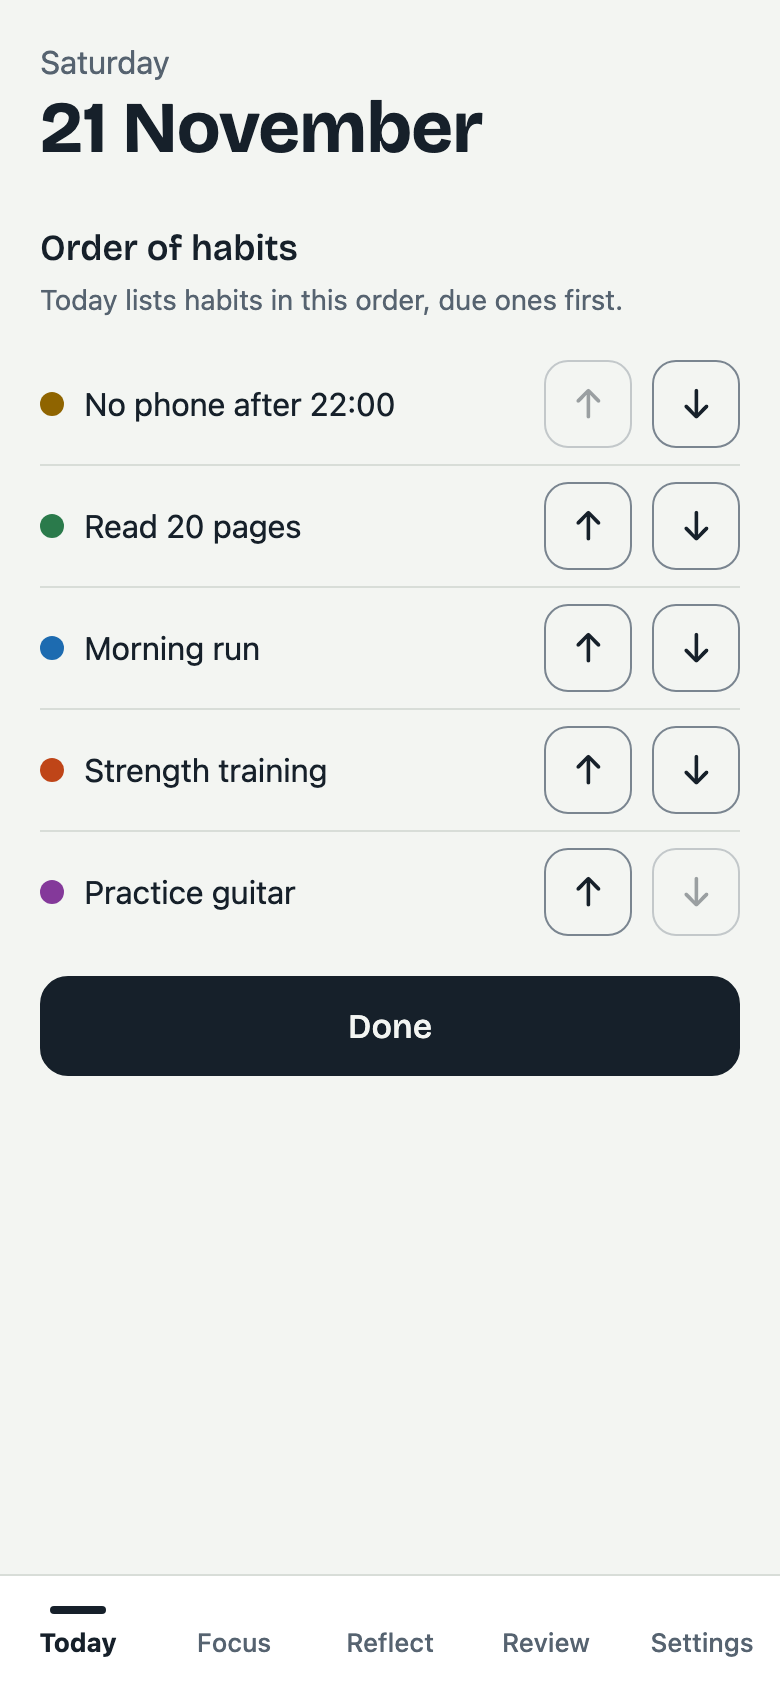 Saturday
21 November
Order of habits
Today lists habits in this order, due ones first.
No phone after 22:00
Read 20 pages
Morning run
Strength training
Practice guitar
Done
Today Focus Reflect Review Settings